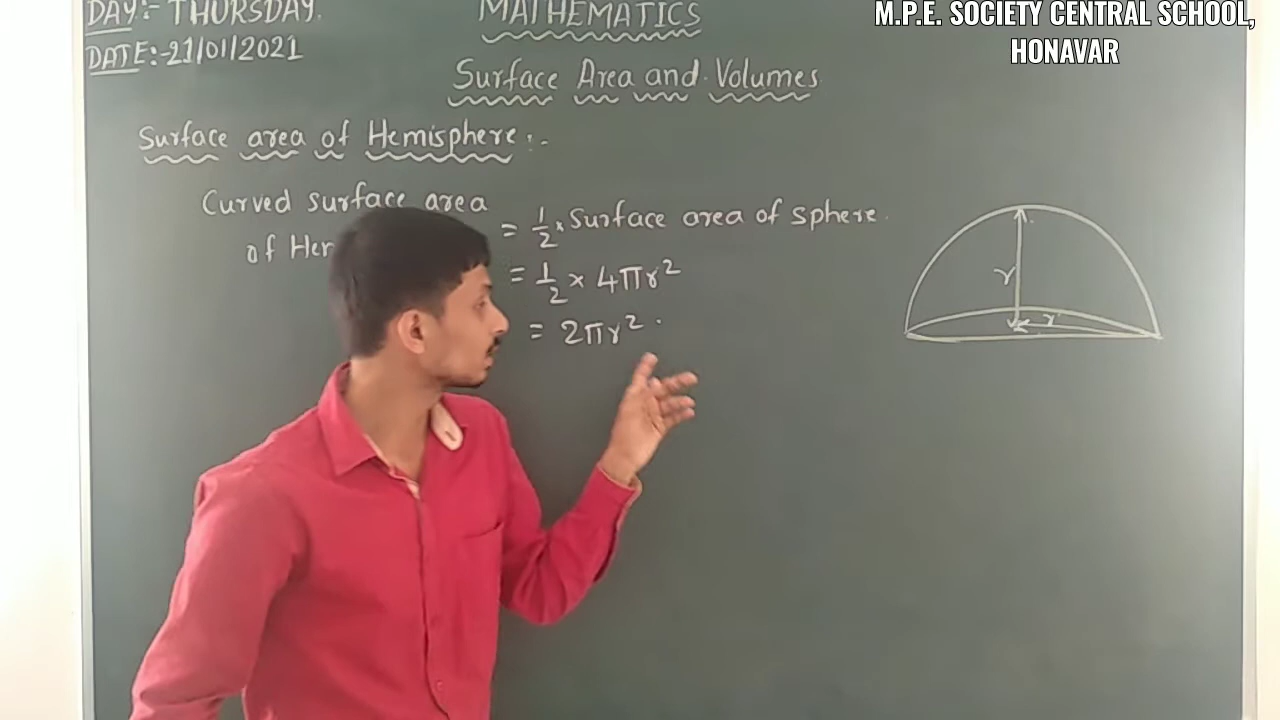 DAY:- THURSDAY.
DATE:-21/01/2021
MATHEMATICS
M.P.E. SOCIETY CENTRAL SCHOOL,
HONAVAR
Surface Area and Volumes
Surface area of Hemisphere:-
Curved surface area
of
= 1/2 × Surface area of sphere.
= 1/2 × 4πr²
= 2πr².
r
r